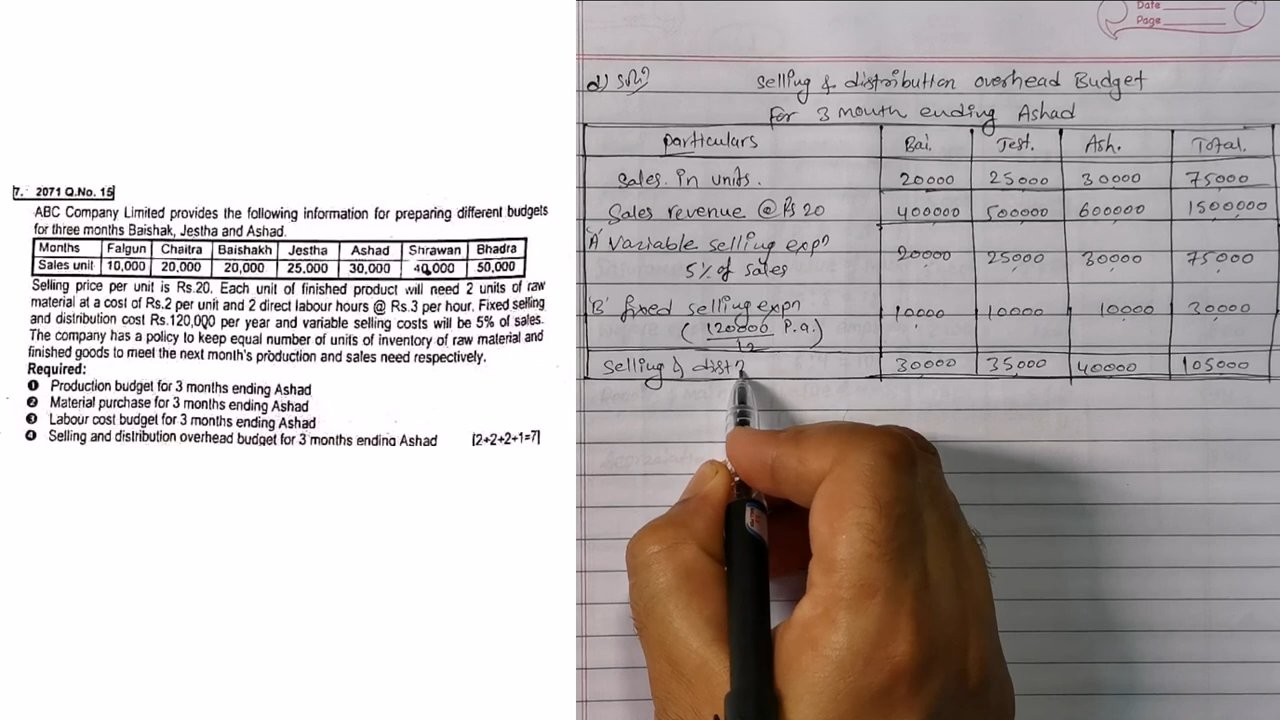 7. 2071 Q.No. 15
ABC Company Limited provides the following information for preparing different budgets
for three months Baishak, Jestha and Ashad.
Months Falgun Chaitra Baishakh Jestha Ashad Shrawan Bhadra
Sales unit 10,000 20,000 20,000 25,000 30,000 40,000 50,000
Selling price per unit is Rs.20. Each unit of finished product will need 2 units of raw
material at a cost of Rs.2 per unit and 2 direct labour hours @ Rs.3 per hour. Fixed selling
and distribution cost Rs.120,000 per year and variable selling costs will be 5% of sales.
The company has a policy to keep equal number of units of inventory of raw material and
finished goods to meet the next month's production and sales need respectively.
Required:
1 Production budget for 3 months ending Ashad
2 Material purchase for 3 months ending Ashad
3 Labour cost budget for 3 months ending Ashad
4 Selling and distribution overhead budget for 3 months ending Ashad [2+2+2+1=7]
Date
Page
d) Soln
Selling & distribution overhead Budget
For 3 month ending Ashad
particulars Bai. Jest. Ash. Total.
Sales. in units. 20000 25000 30000 75000
Sales revenue @ Rs 20 400000 500000 600000 1500000
'A' Variable selling expn
5% of sales 20000 25000 30000 75000
'B' fixed selling expn 10000 10000 10000 30000
(120000 P.a.)
12
Selling & distn 30000 35000 40000 105000